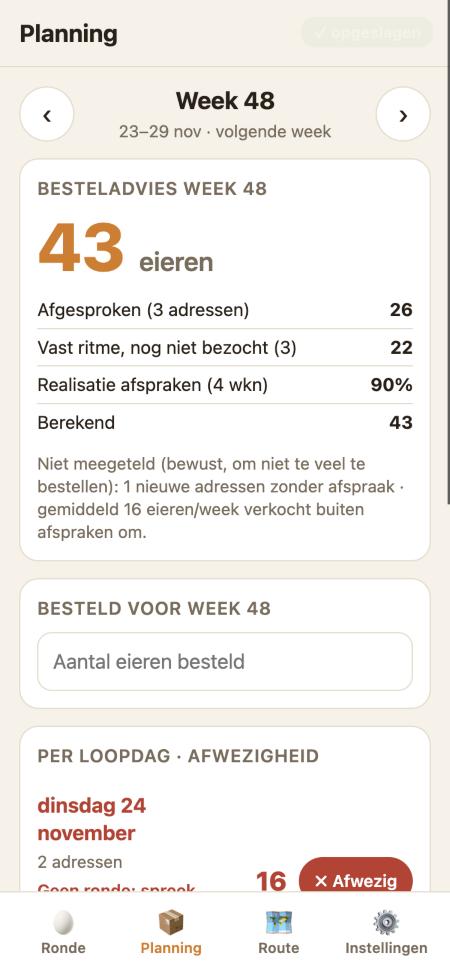 Planning
✓ opgeslagen
Week 48
23–29 nov · volgende week
BESTELADVIES WEEK 48
43 eieren
Afgesproken (3 adressen) 26
Vast ritme, nog niet bezocht (3) 22
Realisatie afspraken (4 wkn) 90%
Berekend 43
Niet meegeteld (bewust, om niet te veel te
bestellen): 1 nieuwe adressen zonder afspraak ·
gemiddeld 16 eieren/week verkocht buiten
afspraken om.
BESTELD VOOR WEEK 48
Aantal eieren besteld
PER LOOPDAG · AFWEZIGHEID
dinsdag 24
november
2 adressen
Geen ronde: spreek
16 ✕ Afwezig
Ronde Planning Route Instellingen